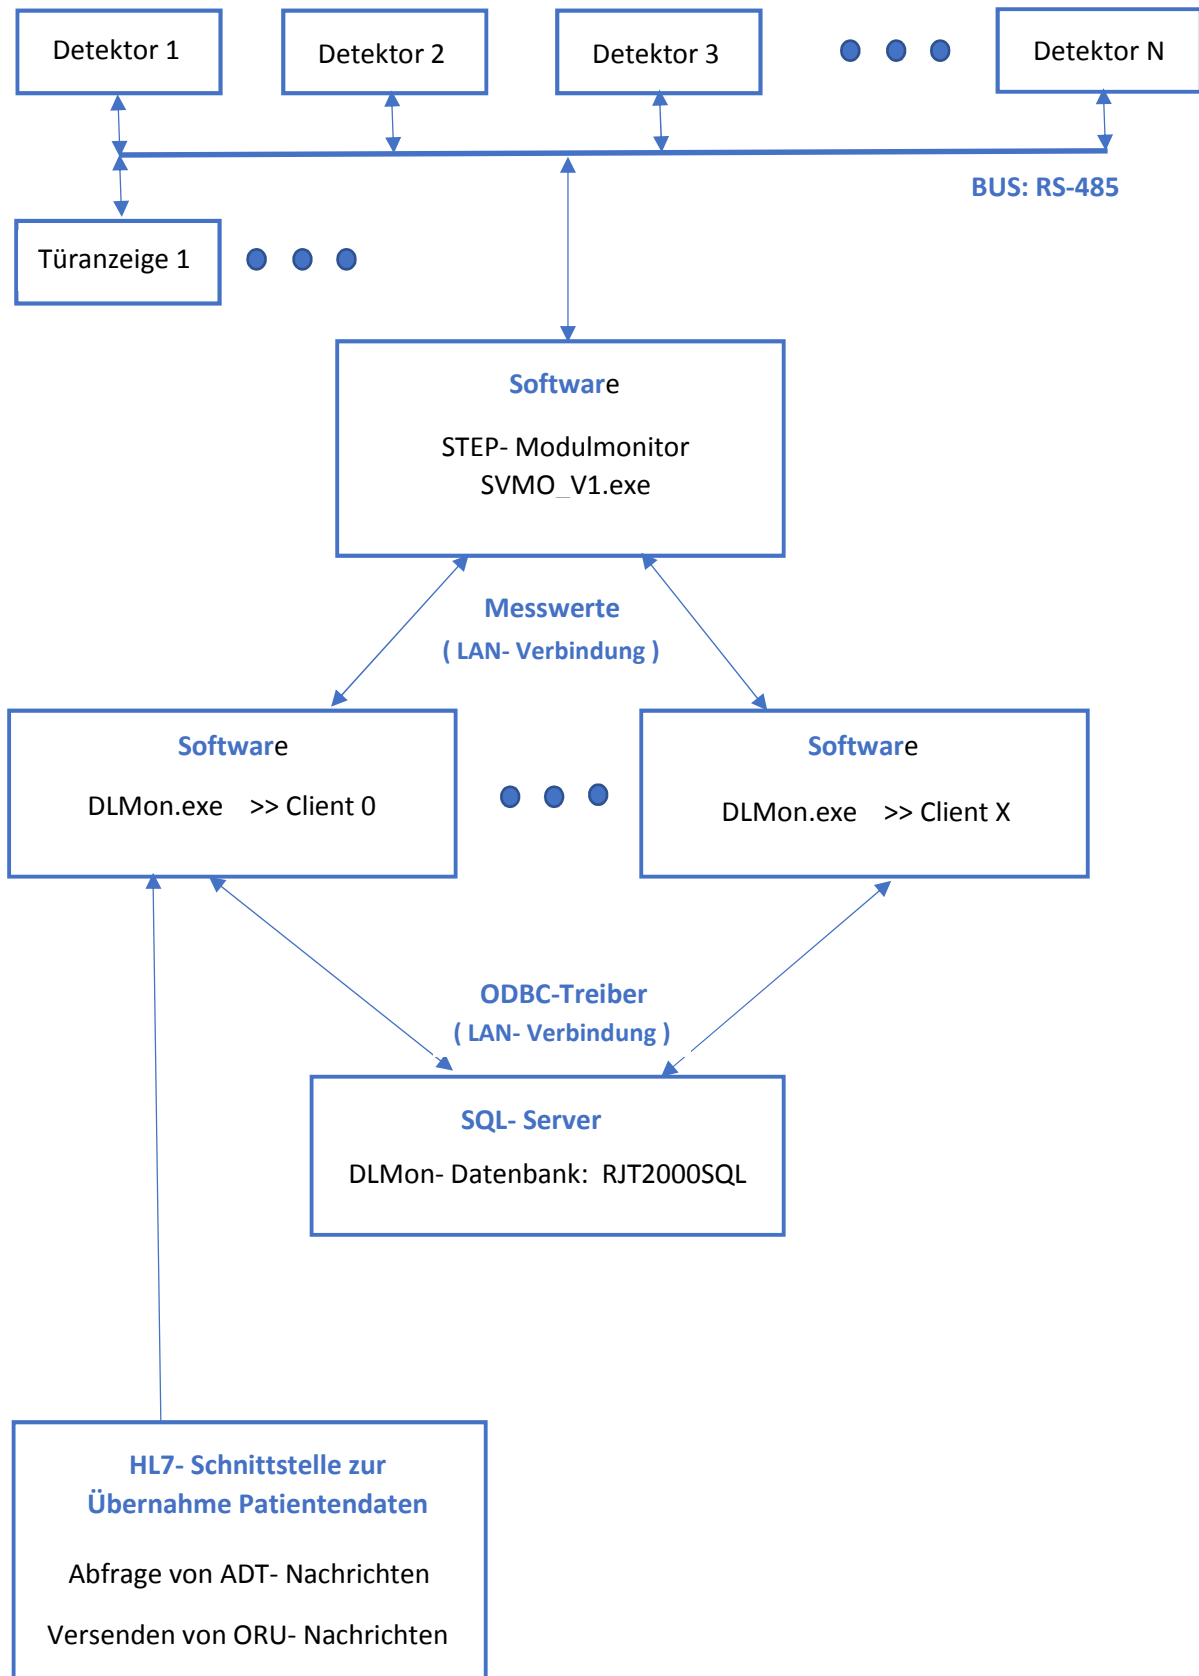 Detektor 1
Detektor 2
Detektor 3
Detektor N
BUS: RS-485
Türanzeige 1
Software
STEP- Modulmonitor
SVMO_V1.exe
Messwerte
( LAN- Verbindung )
Software
DLMon.exe >> Client 0
Software
DLMon.exe >> Client X
ODBC-Treiber
( LAN- Verbindung )
SQL- Server
DLMon- Datenbank: RJT2000SQL
HL7- Schnittstelle zur
Übernahme Patientendaten
Abfrage von ADT- Nachrichten
Versenden von ORU- Nachrichten